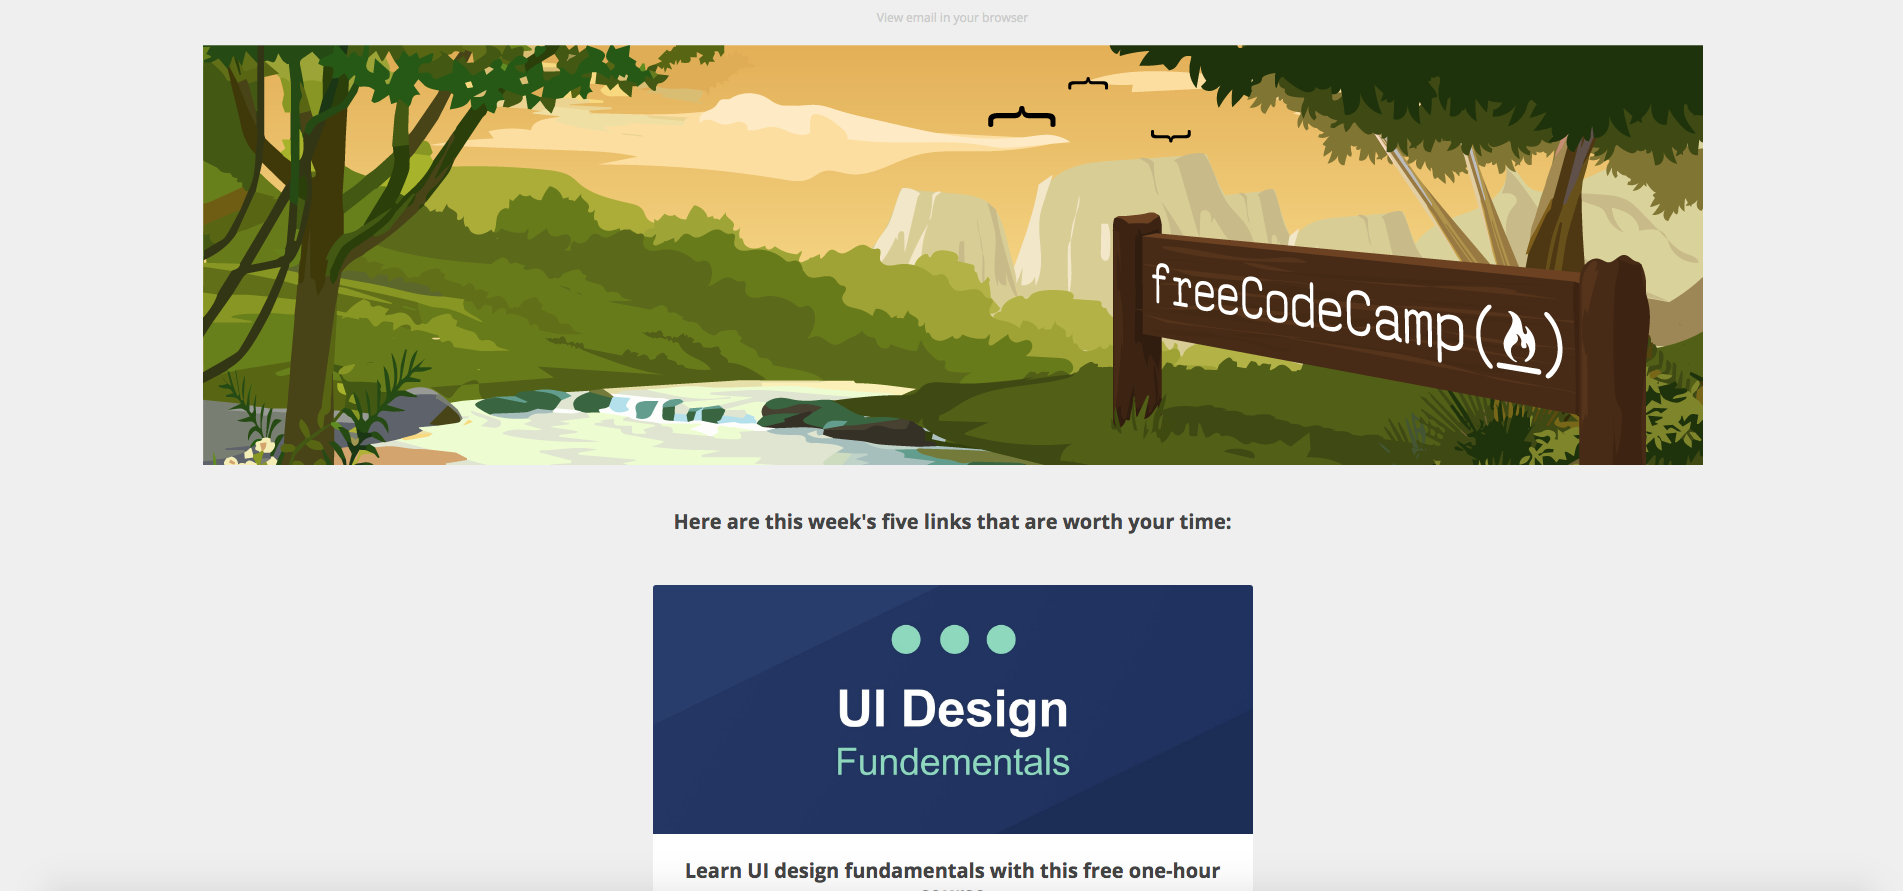 View email in your browser
freeCodeCamp(🔥)
Here are this week's five links that are worth your time:
UI Design
Fundementals
Learn UI design fundamentals with this free one-hour